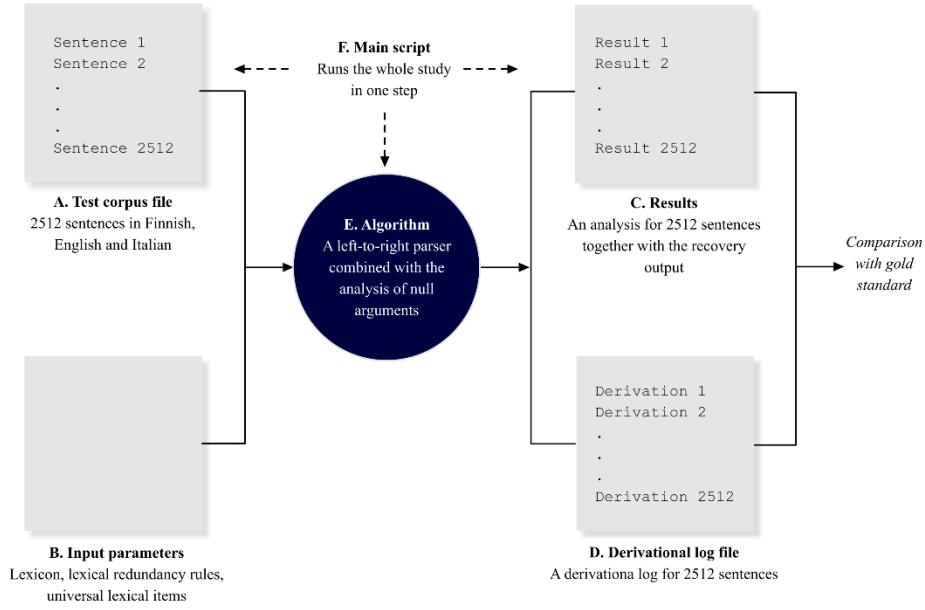 Sentence 1
Sentence 2
.
.
.
Sentence 2512
A. Test corpus file
2512 sentences in Finnish,
English and Italian
F. Main script
Runs the whole study
in one step
Result 1
Result 2
.
.
.
Result 2512
C. Results
An analysis for 2512 sentences
together with the recovery
output
E. Algorithm
A left-to-right parser
combined with the
analysis of null
arguments
Comparison
with gold
standard
B. Input parameters
Lexicon, lexical redundancy rules,
universal lexical items
Derivation 1
Derivation 2
.
.
.
Derivation 2512
D. Derivational log file
A derivationa log for 2512 sentences